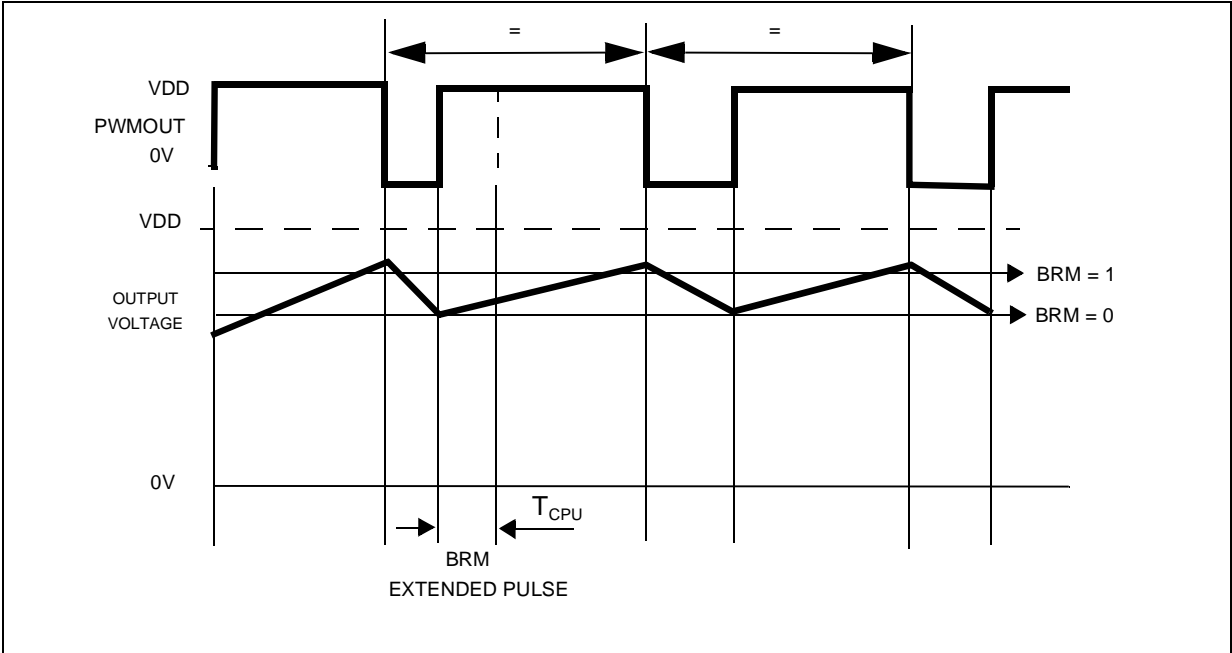 = =
VDD
PWMOUT
0V
VDD
BRM = 1
OUTPUT
VOLTAGE
BRM = 0
0V
TCPU
BRM
EXTENDED PULSE